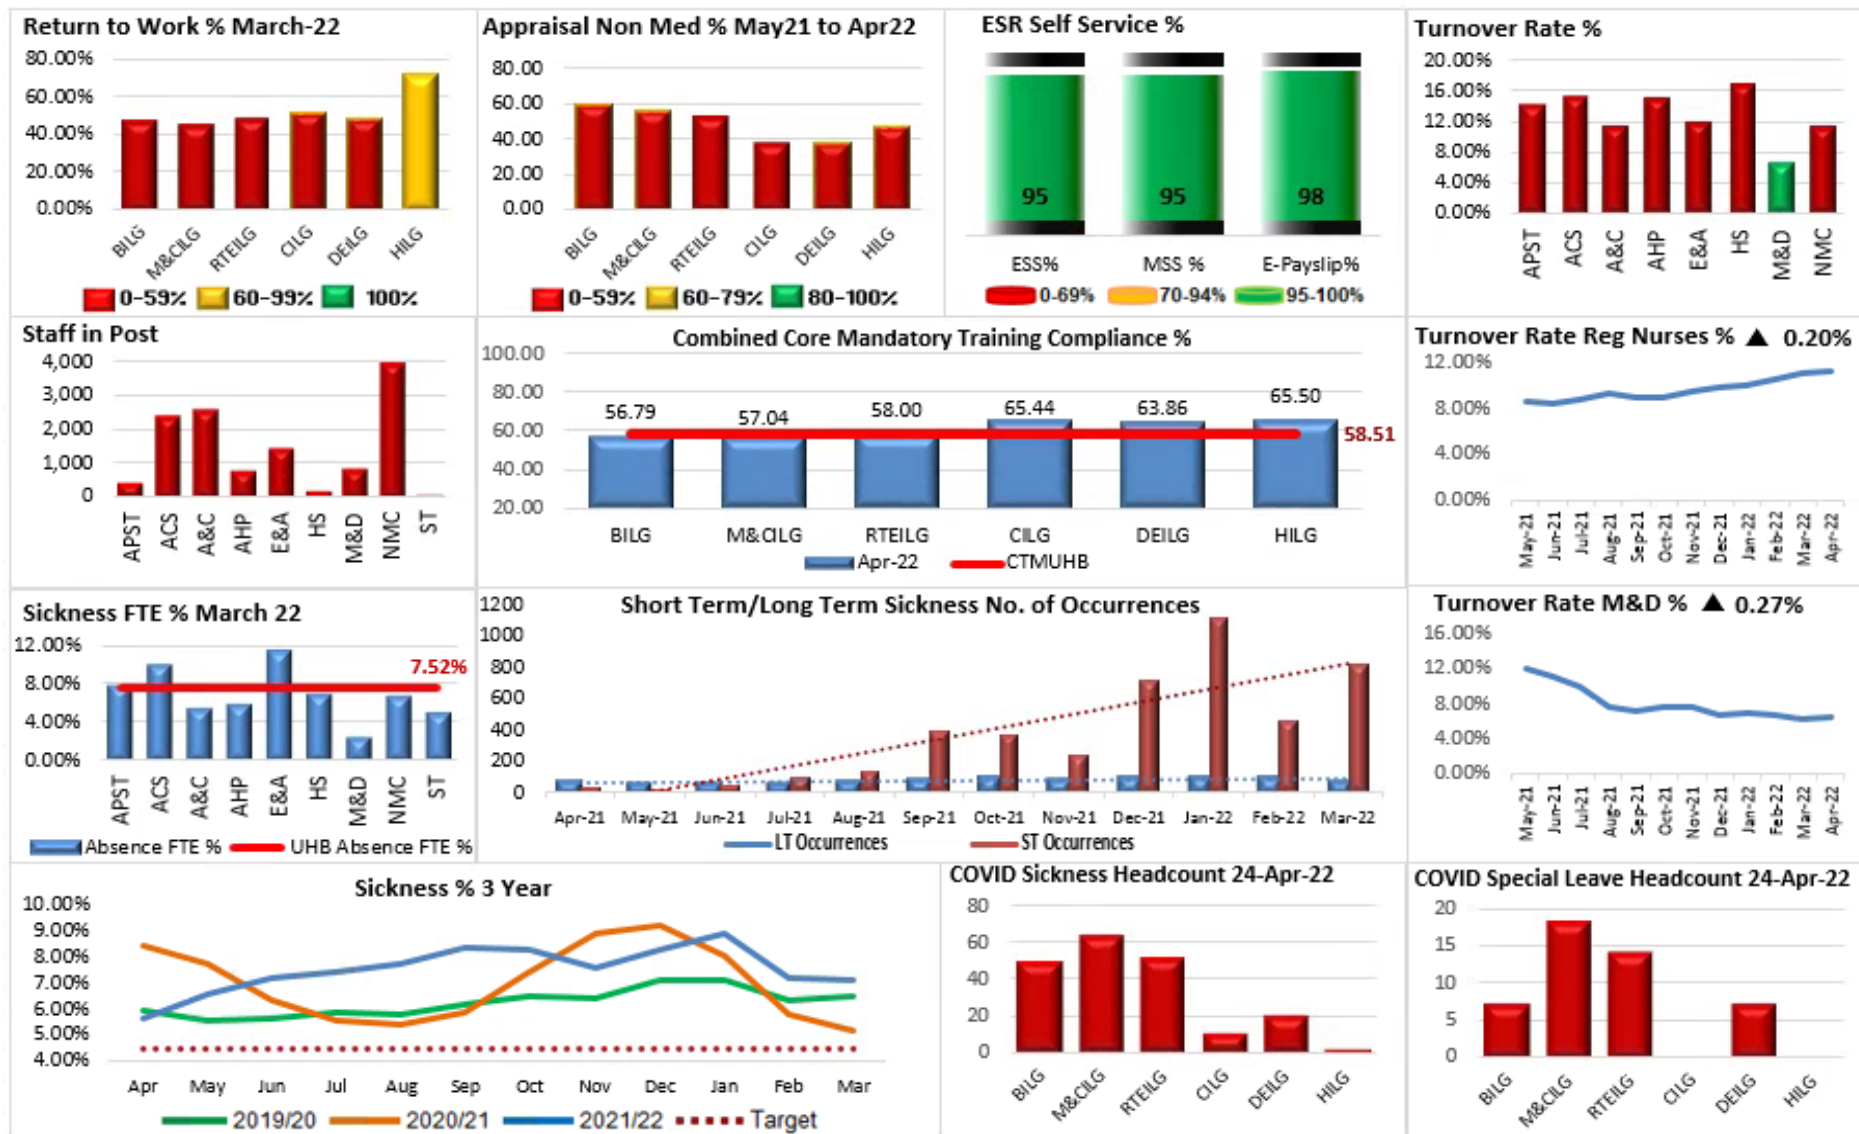 Return to Work % March-22
80.00%
60.00%
40.00%
20.00%
0.00%
BILG M&CILG RTEILG CILG DEILG HILG
0-59% 60-99% 100%
Appraisal Non Med % May21 to Apr22
80.00
60.00
40.00
20.00
0.00
BILG M&CILG RTEILG CILG DEILG HILG
0-59% 60-79% 80-100%
ESR Self Service %
95 95 98
ESS% MSS % E-Payslip%
0-69% 70-94% 95-100%
Turnover Rate %
20.00%
16.00%
12.00%
8.00%
4.00%
0.00%
APST ACS A&C AHP E&A HS M&D NMC
Staff in Post
4,000
3,000
2,000
1,000
0
APST ACS A&C AHP E&A HS M&D NMC ST
Combined Core Mandatory Training Compliance %
100.00
80.00
60.00
40.00
20.00
56.79 57.04 58.00 65.44 63.86 65.50
58.51
BILG M&CILG RTEILG CILG DEILG HILG
Apr-22 CTMUHB
Turnover Rate Reg Nurses % ▲ 0.20%
12.00%
8.00%
4.00%
0.00%
May-21 Jun-21 Jul-21 Aug-21 Sep-21 Oct-21 Nov-21 Dec-21 Jan-22 Feb-22 Mar-22 Apr-22
Sickness FTE % March 22
12.00%
8.00%
4.00%
0.00%
7.52%
APST ACS A&C AHP E&A HS M&D NMC ST
Absence FTE % UHB Absence FTE %
Short Term/Long Term Sickness No. of Occurrences
1200
1000
800
600
400
200
0
Apr-21 May-21 Jun-21 Jul-21 Aug-21 Sep-21 Oct-21 Nov-21 Dec-21 Jan-22 Feb-22 Mar-22
LT Occurrences ST Occurrences
Turnover Rate M&D % ▲ 0.27%
16.00%
12.00%
8.00%
4.00%
0.00%
May-21 Jun-21 Jul-21 Aug-21 Sep-21 Oct-21 Nov-21 Dec-21 Jan-22 Feb-22 Mar-22 Apr-22
Sickness % 3 Year
10.00%
9.00%
8.00%
7.00%
6.00%
5.00%
4.00%
Apr May Jun Jul Aug Sep Oct Nov Dec Jan Feb Mar
2019/20 2020/21 2021/22 Target
COVID Sickness Headcount 24-Apr-22
80
60
40
20
0
BILG M&CILG RTEILG CILG DEILG HILG
COVID Special Leave Headcount 24-Apr-22
20
15
10
5
0
BILG M&CILG RTEILG CILG DEILG HILG